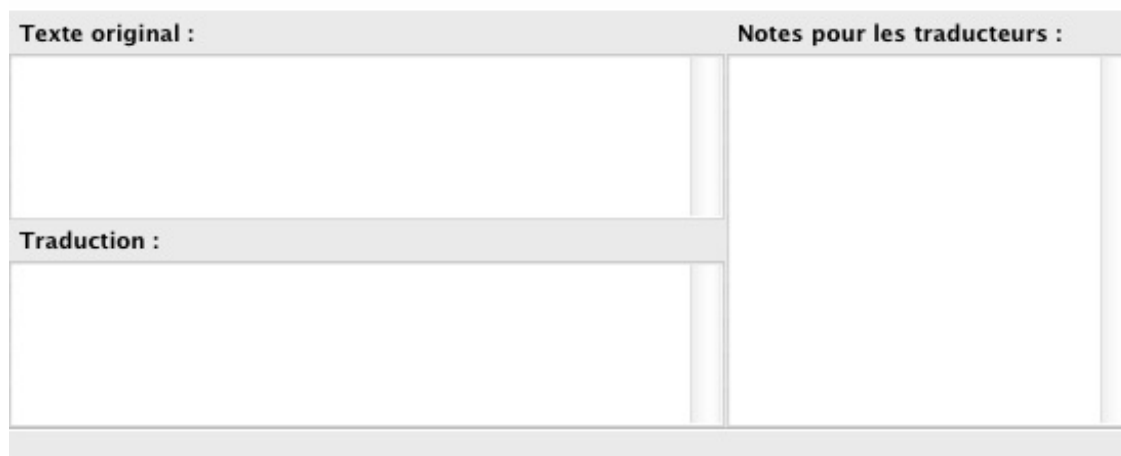 Texte original :
Notes pour les traducteurs :
Traduction :